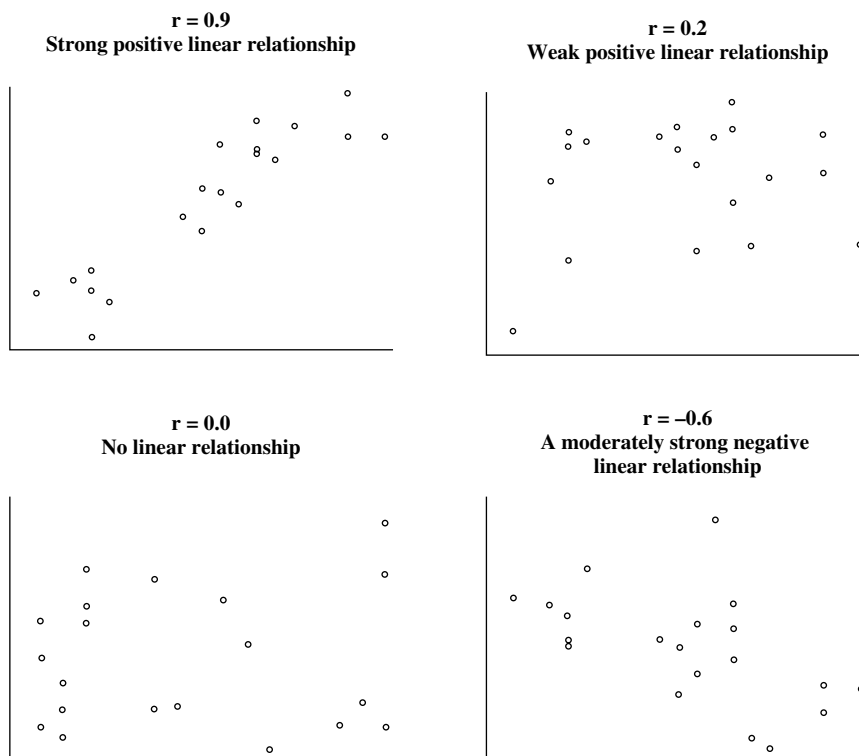 r = 0.9
Strong positive linear relationship
r = 0.2
Weak positive linear relationship
r = 0.0
No linear relationship
r = –0.6
A moderately strong negative
linear relationship